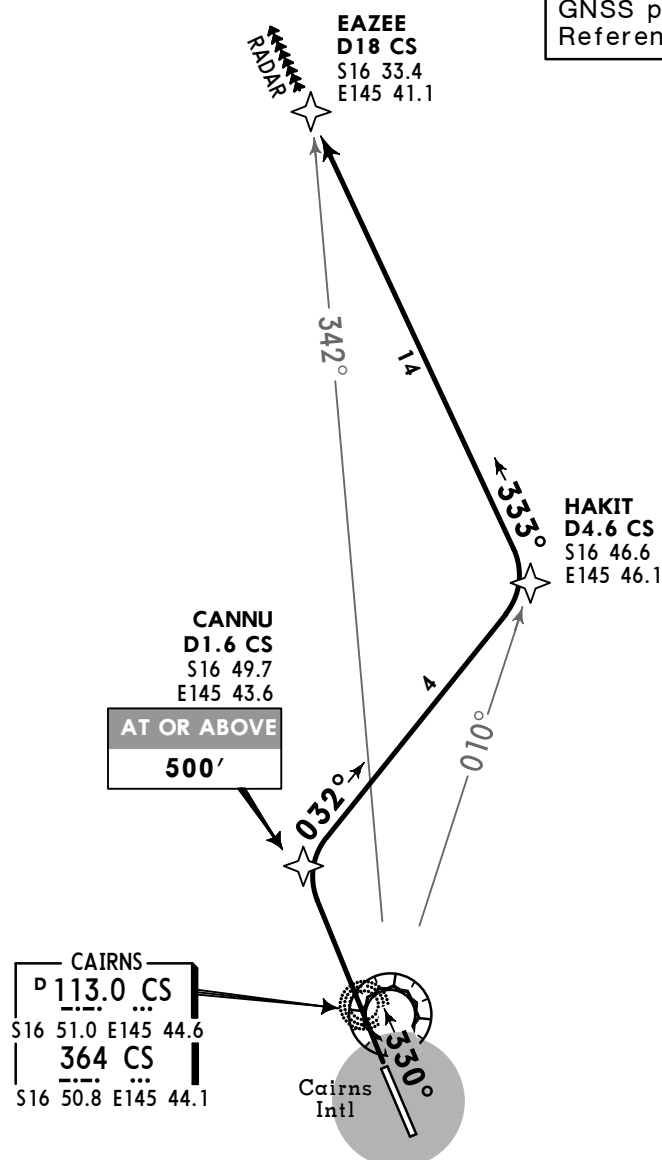 GNSS p
Referen
EAZEE
D18 CS
S16 33.4
E145 41.1
RADAR
342°
14
333°
HAKIT
D4.6 CS
S16 46.6
E145 46.1
CANNU
D1.6 CS
S16 49.7
E145 43.6
AT OR ABOVE
500'
4
010°
032°
CAIRNS
D 113.0 CS
S16 51.0 E145 44.6
364 CS
S16 50.8 E145 44.1
330°
Cairns
Intl